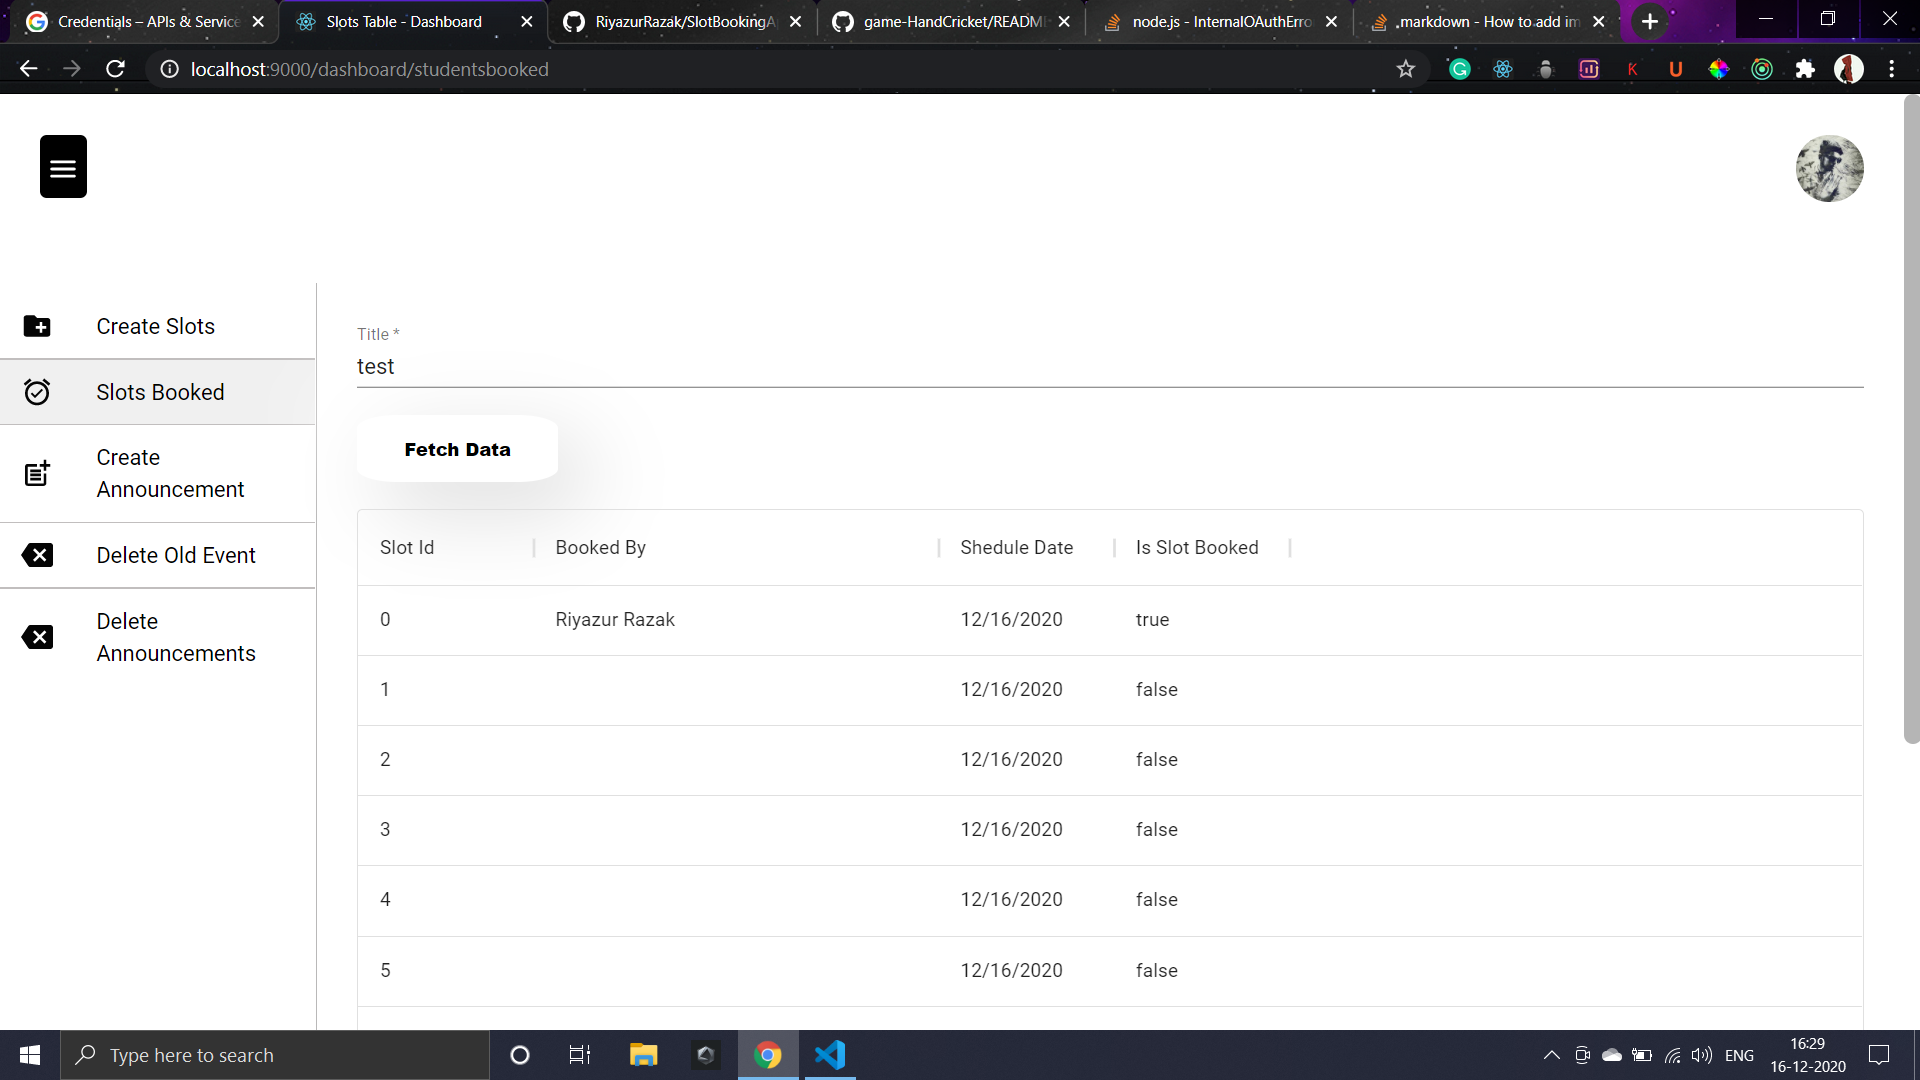 Credentials – APIs & Service
Slots Table - Dashboard
RiyazurRazak/SlotBookingA
game-HandCricket/README
node.js - InternalOAuthErro
markdown - How to add im
localhost:9000/dashboard/studentsbooked
Create Slots
Slots Booked
Create
Announcement
Delete Old Event
Delete
Announcements
Title *
test
Fetch Data
Slot Id Booked By Shedule Date Is Slot Booked
0 Riyazur Razak 12/16/2020 true
1 12/16/2020 false
2 12/16/2020 false
3 12/16/2020 false
4 12/16/2020 false
5 12/16/2020 false
Type here to search
ENG
16:29
16-12-2020